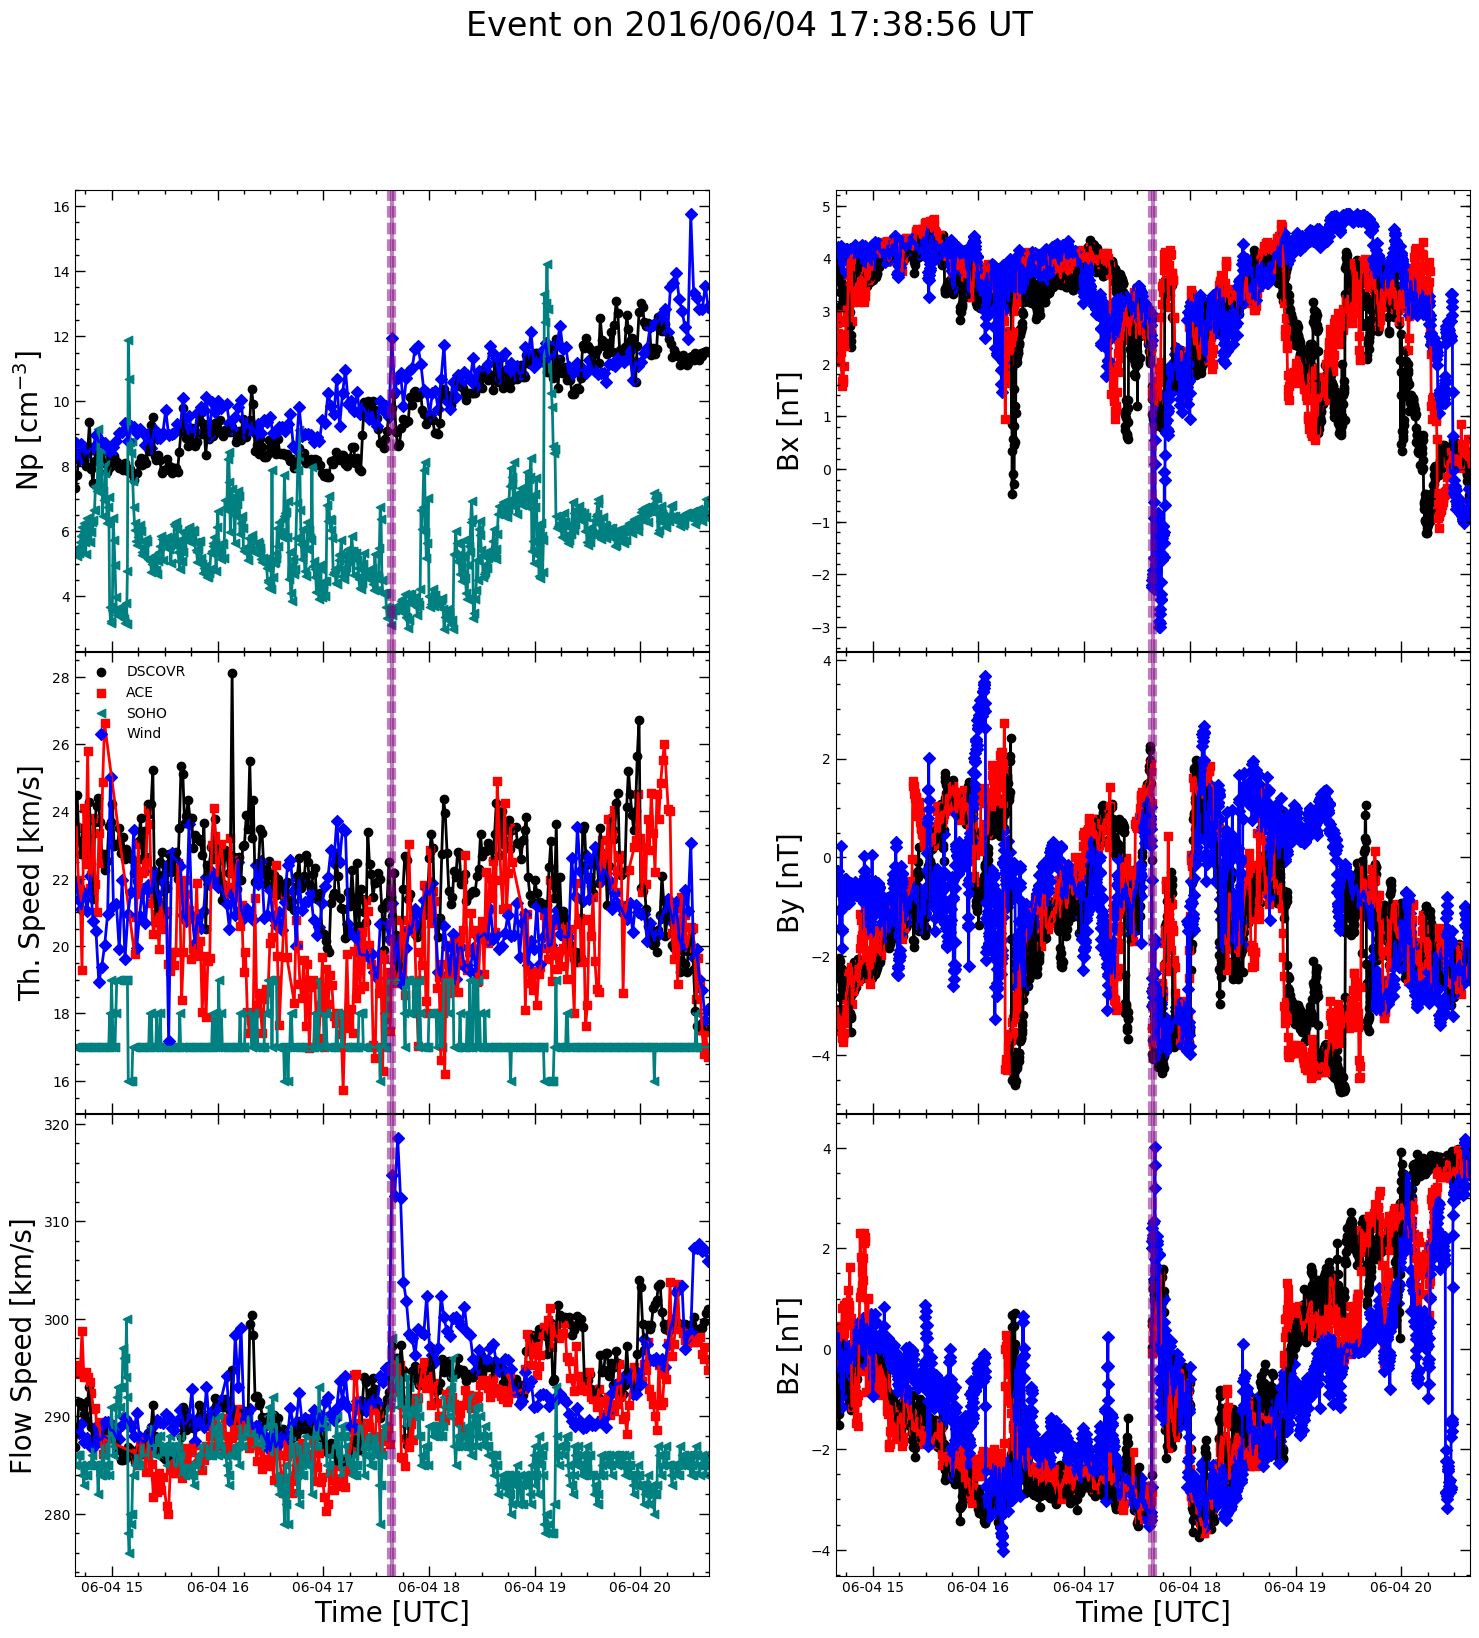 Event on 2016/06/04 17:38:56 UT
Np [cm⁻³]
16
14
12
10
8
6
4
Bx [nT]
5
4
3
2
1
0
−1
−2
−3
Th. Speed [km/s]
28
26
24
22
20
18
16
DSCOVR
ACE
SOHO
Wind
By [nT]
4
2
0
−2
−4
Flow Speed [km/s]
320
310
300
290
280
Bz [nT]
4
2
0
−2
−4
06-04 15 06-04 16 06-04 17 06-04 18 06-04 19 06-04 20
Time [UTC]
06-04 15 06-04 16 06-04 17 06-04 18 06-04 19 06-04 20
Time [UTC]